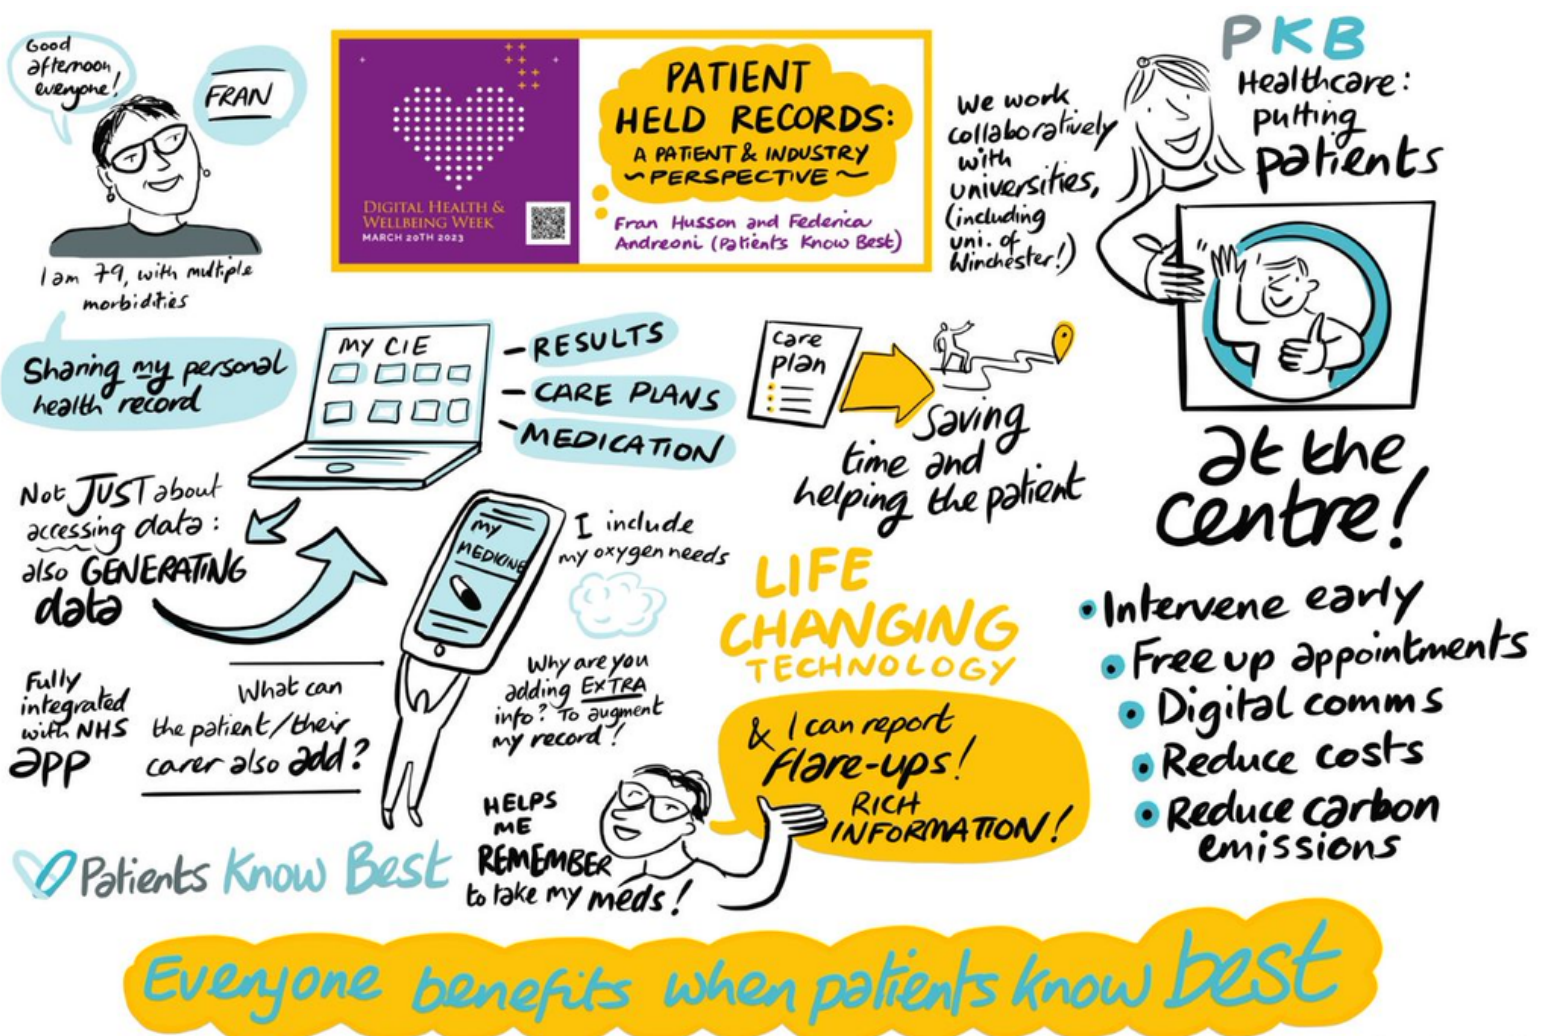 Good
afternoon
everyone!
FRAN
I am 79, with multiple
morbidities
DIGITAL HEALTH &
WELLBEING WEEK
MARCH 20TH 2023
PATIENT
HELD RECORDS:
A PATIENT & INDUSTRY
~ PERSPECTIVE ~
Fran Husson and Federica
Andreoni (Patients Know Best)
We work
collaboratively
with
universities,
(including
uni. of
Winchester!)
PKB
Healthcare:
putting
patients
at the
centre!
Sharing my personal
health record
MY CIE
- RESULTS
- CARE PLANS
- MEDICATION
care
plan
Saving
time and
helping the patient
Not JUST about
accessing data:
also GENERATING
data
MY
MEDICINE
I include
my oxygen needs
LIFE
CHANGING
TECHNOLOGY
• Intervene early
• Free up appointments
• Digital comms
• Reduce costs
• Reduce carbon
emissions
Fully
integrated
with NHS
app
What can
the patient/their
carer also add?
Why are you
adding EXTRA
info? To augment
my record!
& I can report
flare-ups!
RICH
INFORMATION!
HELPS
ME
REMEMBER
to take my meds!
Patients Know Best
Everyone benefits when patients know best